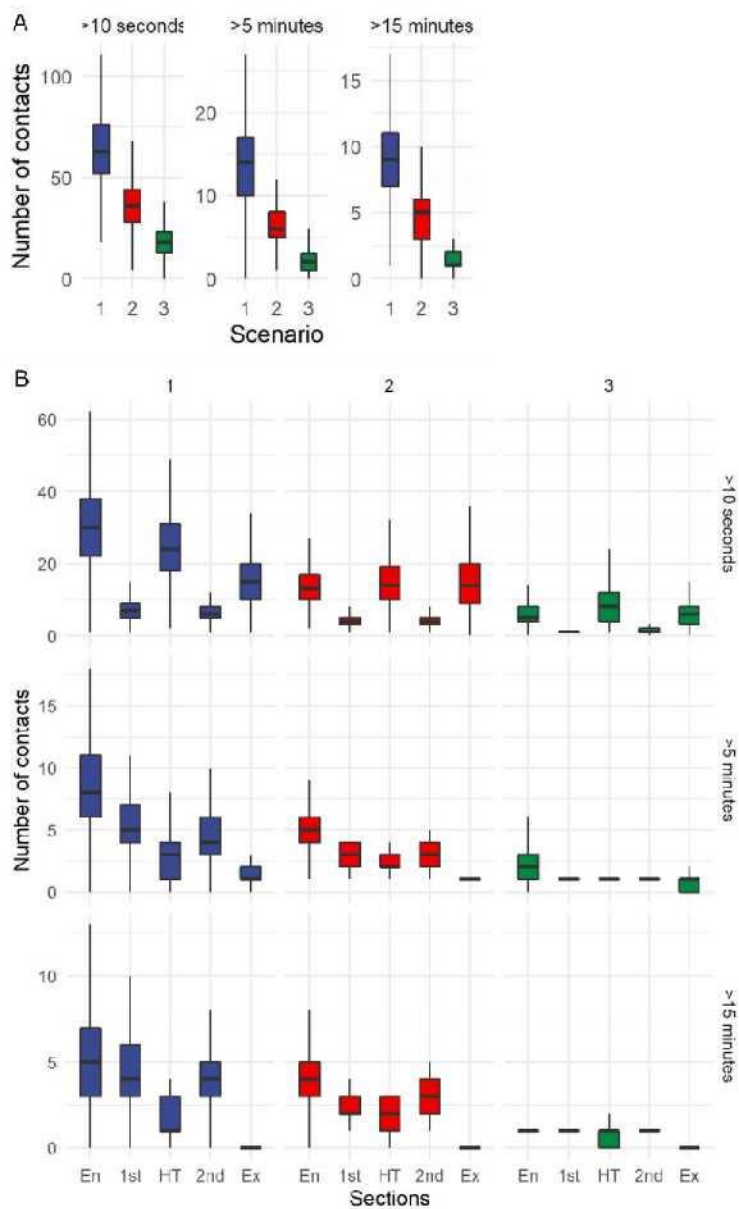 A
>10 seconds >5 minutes >15 minutes
Number of contacts
100
50
0
20
10
0
15
10
5
0
1 2 3 1 2 3 1 2 3
Scenario
B
1 2 3
Number of contacts
60
40
20
0
>10 seconds
15
10
5
0
>5 minutes
10
5
0
>15 minutes
En 1st HT 2nd Ex En 1st HT 2nd Ex En 1st HT 2nd Ex
Sections